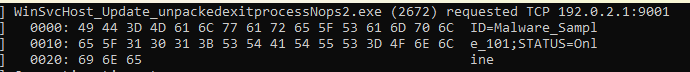 ] WinSvcHost_Update_unpackedexitprocessNops2.exe (2672) requested TCP 192.0.2.1:9001
] 0000: 49 44 3D 4D 61 6C 77 61 72 65 5F 53 61 6D 70 6C ID=Malware_Sampl
] 0010: 65 5F 31 30 31 3B 53 54 41 54 55 53 3D 4F 6E 6C e_101;STATUS=Onl
] 0020: 69 6E 65 ine